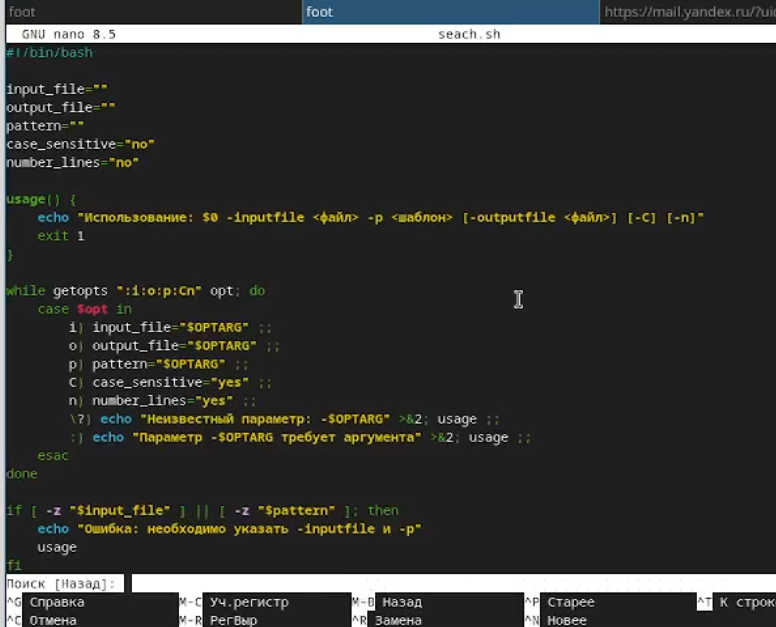 foot foot https://mail.yandex.ru/?ui
GNU nano 8.5 seach.sh
#!/bin/bash
input_file=""
output_file=""
pattern=""
case_sensitive="no"
number_lines="no"
usage() {
    echo "Использование: $0 -inputfile <файл> -p <шаблон> [-outputfile <файл>] [-C] [-n]"
    exit 1
}
while getopts ":i:o:p:Cn" opt; do
    case $opt in
        i) input_file="$OPTARG" ;;
        o) output_file="$OPTARG" ;;
        p) pattern="$OPTARG" ;;
        C) case_sensitive="yes" ;;
        n) number_lines="yes" ;;
        \?) echo "Неизвестный параметр: -$OPTARG" >&2; usage ;;
        :) echo "Параметр -$OPTARG требует аргумента" >&2; usage ;;
    esac
done
if [ -z "$input_file" ] || [ -z "$pattern" ]; then
    echo "Ошибка: необходимо указать -inputfile и -p"
    usage
fi
Поиск [Назад]:
^G Справка M-C Уч.регистр M-B Назад ^P Старее ^T К строк
^C Отмена M-R РегВыр ^R Замена ^N Новее